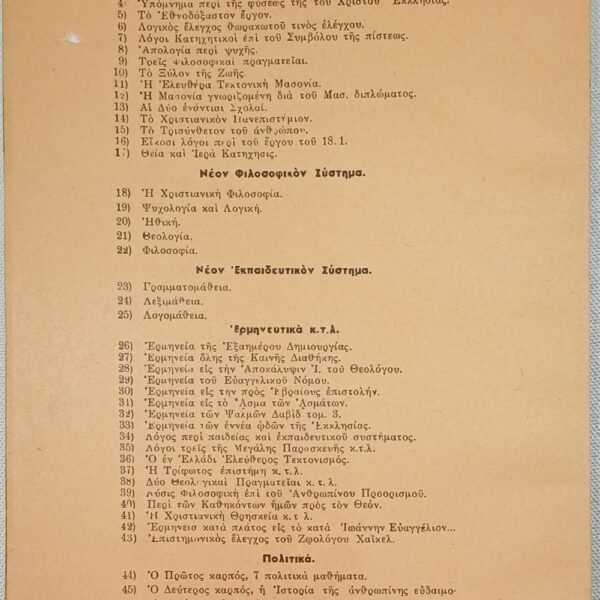 4) Ὑπόμνημα περὶ τῆς φύσεως τῆς τοῦ Χριστοῦ Ἐκκλησίας.
5) Τὸ Ἐθνοδόξαστον ἔργον.
6) Λογικὸς ἔλεγχος θωρακωτοῦ τινὸς ἐλέγχου.
7) Λόγοι Κατηχητικοὶ ἐπὶ τοῦ Συμβόλου τῆς πίστεως.
8) Ἀπολογία περὶ ψυχῆς.
9) Τρεῖς Φιλοσοφικαὶ πραγματεῖαι.
10) Τὸ Ξύλον τῆς Ζωῆς.
11) Ἡ Ἐλευθέρα Τεκτονικὴ Μασονία.
12) Ἡ Μασονία γνωριζομένη διὰ τοῦ Μασ. διπλώματος.
13) Αἱ Δύο ἐνάντιαι Σχολαί.
14) Τὸ Χριστιανικὸν Πανεπιστήμιον.
15) Τὸ Τρισύνθετον τοῦ ἀνθρώπου.
16) Εἴκοσι λόγοι περὶ τοῦ ἔργου τοῦ 18.1.
17) Θεία καὶ Ἱερὰ Κατήχησις.
Νέον Φιλοσοφικὸν Σύστημα.
18) Ἡ Χριστιανικὴ Φιλοσοφία.
19) Ψυχολογία καὶ Λογική.
20) Ἠθική.
21) Θεολογία.
22) Φιλοσοφία.
Νέον Ἐκπαιδευτικὸν Σύστημα.
23) Γραμματομάθεια.
24) Λεξιμάθεια.
25) Λογομάθεια.
Ἑρμηνευτικὰ κ.τ.λ.
26) Ἑρμηνεία τῆς Ἑξαημέρου Δημιουργίας.
27) Ἑρμηνεία ὅλης τῆς Καινῆς Διαθήκης.
28) Ἑρμηνεία εἰς τὴν Ἀποκάλυψιν Ἰ. τοῦ Θεολόγου.
29) Ἑρμηνεία τοῦ Εὐαγγελικοῦ Νόμου.
30) Ἑρμηνεία εἰς την πρὸς Ἑβραίους ἐπιστολήν.
31) Ἑρμηνεία εἰς τὸ ᾎσμα τῶν ᾀσμάτων.
32) Ἑρμηνεία τῶν Ψαλμῶν Δαβὶδ τομ. 3.
33) Ἑρμηνεία τῶν ἐννέα ᾠδῶν τῆς Ἐκκλησίας.
34) Λόγος περὶ παιδείας καὶ ἐκπαιδευτικοῦ συστήματος.
35) Λόγοι τρεῖς τῆς Μεγάλης Παρασκευῆς κ.τ.λ.
36) Ὁ ἐν Ἑλλάδι Ἐλεύθερος Τεκτονισμός.
37) Ἡ Τρίφωτος ἐπιστήμη κ.τ.λ.
38) Δύο Θεολογικαὶ Πραγματεῖαι κ.τ.λ.
39) Λύσις Φιλοσοφικὴ ἐπὶ τοῦ Ἀνθρωπίνου Προορισμοῦ.
40) Περὶ τῶν Καθηκόντων ἡμῶν πρὸς τὸν Θεόν.
41) Ἡ Χριστιανικὴ Θρησκεία κ.τ λ.
42) Ἑρμηνεια κατὰ πλάτος εἰς τὸ κατὰ Ἰωάννην Εὐαγγέλιον...
43) Ἐπιστημονικὸς ἔλεγχος τοῦ Ζῳολόγου Χαῖκελ.
Πολιτικά.
44) Ὁ Πρῶτος καρπός, 7 πολιτικὰ μαθήματα.
45) Ὁ Δεύτερος καρπός, ἡ Ἱστορία τῆς ἀνθρωπίνης εὐδαιμο-